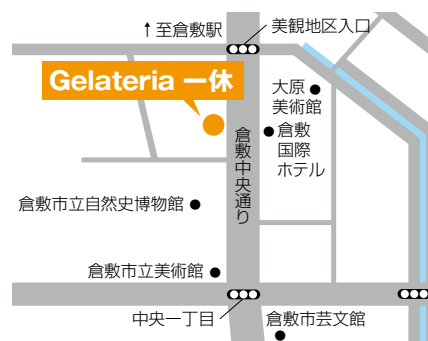 ↑至倉敷駅
美観地区入口
Gelateria 一休
大原
美術館
倉敷
国際
ホテル
倉敷中央通り
倉敷市立自然史博物館
倉敷市立美術館
中央一丁目
倉敷市芸文館